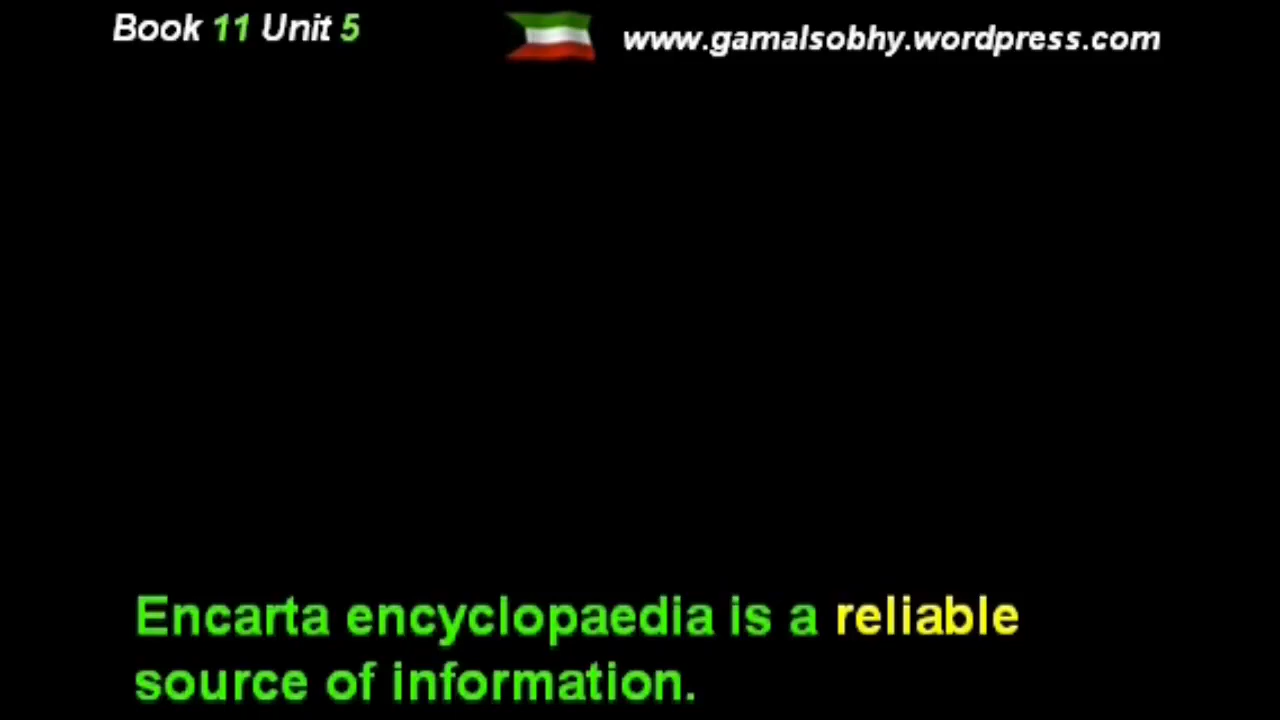 Book 11 Unit 5
www.gamalsobhy.wordpress.com
Encarta encyclopaedia is a reliable
source of information.